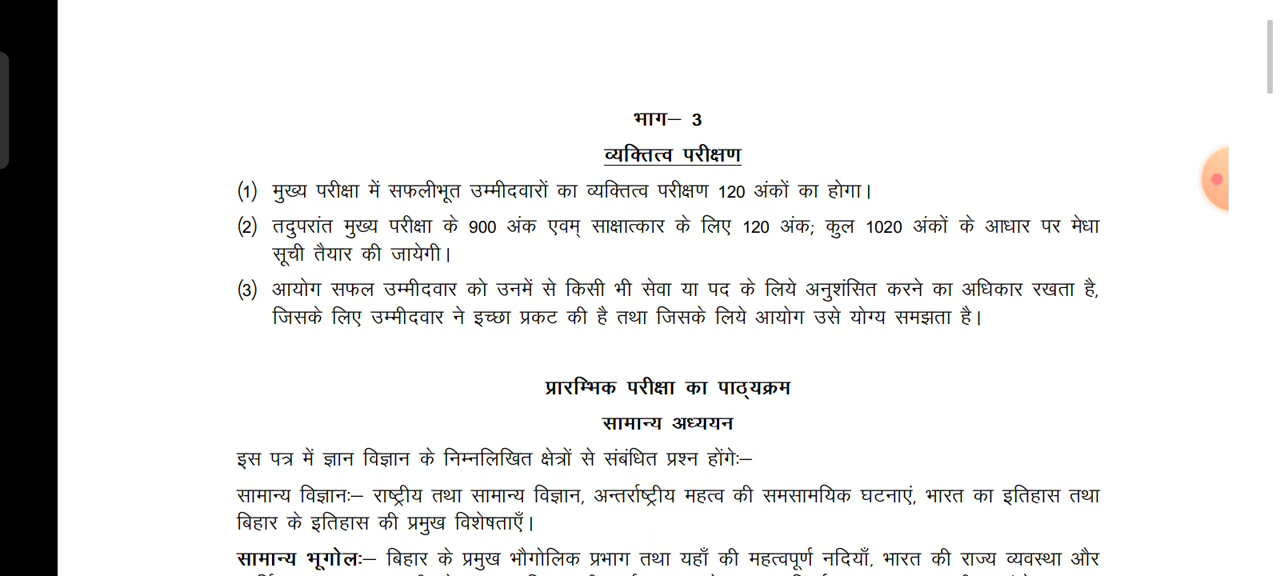 भाग– 3
व्यक्तित्व परीक्षण
(1) मुख्य परीक्षा में सफलीभूत उम्मीदवारों का व्यक्तित्व परीक्षण 120 अंकों का होगा।
(2) तदुपरांत मुख्य परीक्षा के 900 अंक एवम् साक्षात्कार के लिए 120 अंक; कुल 1020 अंकों के आधार पर मेधा
सूची तैयार की जायेगी।
(3) आयोग सफल उम्मीदवार को उनमें से किसी भी सेवा या पद के लिये अनुशंसित करने का अधिकार रखता है,
जिसके लिए उम्मीदवार ने इच्छा प्रकट की है तथा जिसके लिये आयोग उसे योग्य समझता है।
प्रारम्भिक परीक्षा का पाठ्यक्रम
सामान्य अध्ययन
इस पत्र में ज्ञान विज्ञान के निम्नलिखित क्षेत्रों से संबंधित प्रश्न होंगेः–
सामान्य विज्ञानः– राष्ट्रीय तथा सामान्य विज्ञान, अन्तर्राष्ट्रीय महत्व की समसामयिक घटनाएं, भारत का इतिहास तथा
बिहार के इतिहास की प्रमुख विशेषताएँ।
सामान्य भूगोलः– बिहार के प्रमुख भौगोलिक प्रभाग तथा यहाँ की महत्वपूर्ण नदियाँ, भारत की राज्य व्यवस्था और